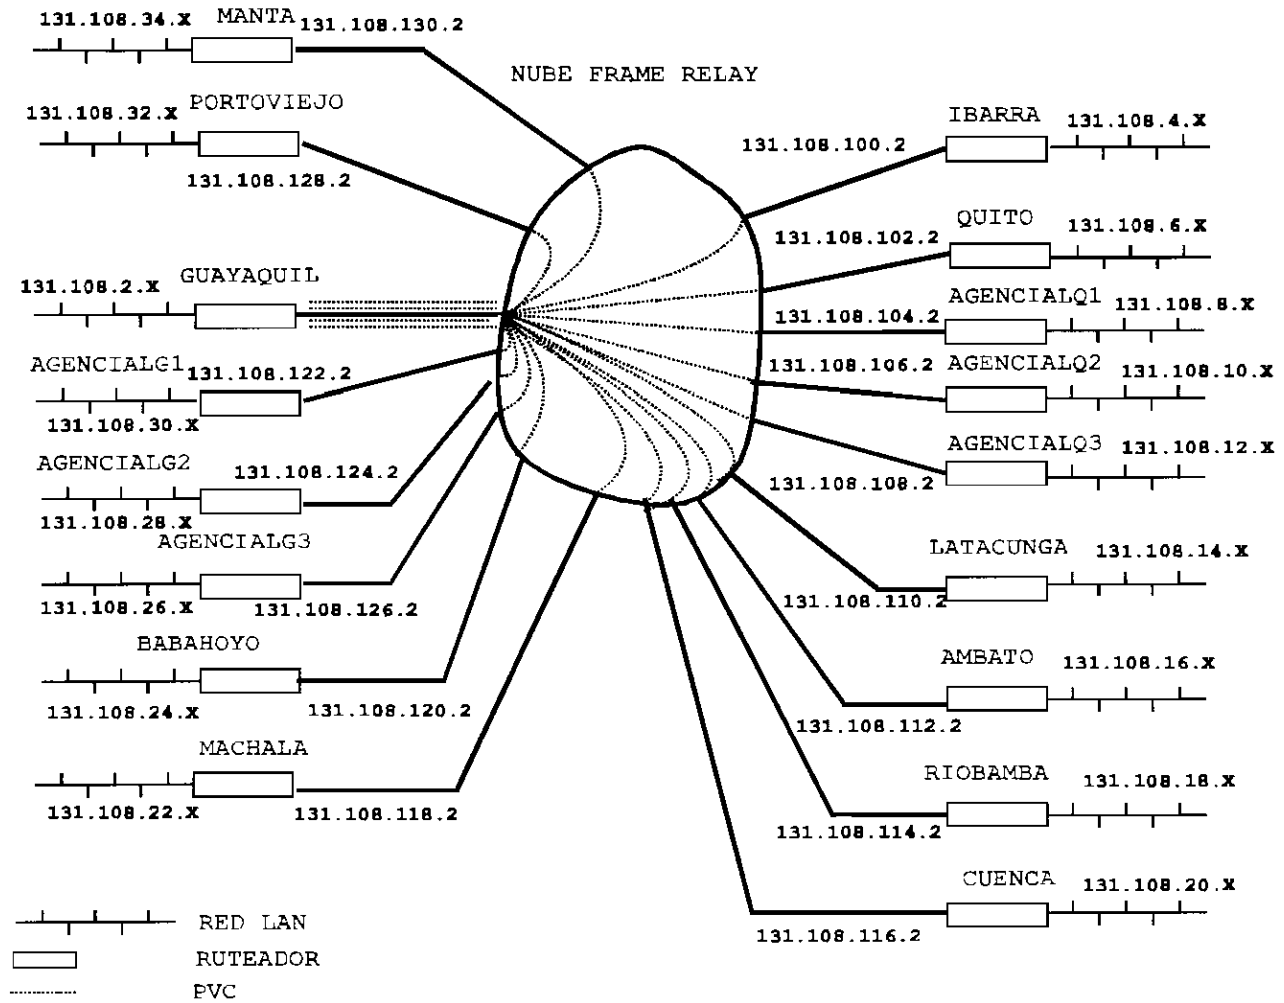 131.108.34.X MANTA 131.108.130.2
NUBE FRAME RELAY
131.108.32.X PORTOVIEJO
131.108.128.2
GUAYAQUIL
131.108.2.X
AGENCIALG1 131.108.122.2
131.108.30.X
AGENCIALG2 131.108.124.2
131.108.28.X
AGENCIALG3
131.108.26.X 131.108.126.2
BABAHOYO
131.108.24.X 131.108.120.2
MACHALA
131.108.22.X 131.108.118.2
IBARRA 131.108.4.X
131.108.100.2
QUITO 131.108.6.X
131.108.102.2
AGENCIALQ1 131.108.8.X
131.108.104.2
AGENCIALQ2 131.108.10.X
131.108.106.2
AGENCIALQ3 131.108.12.X
131.108.108.2
LATACUNGA 131.108.14.X
131.108.110.2
AMBATO 131.108.16.X
131.108.112.2
RIOBAMBA 131.108.18.X
131.108.114.2
CUENCA 131.108.20.X
131.108.116.2
RED LAN
RUTEADOR
PVC